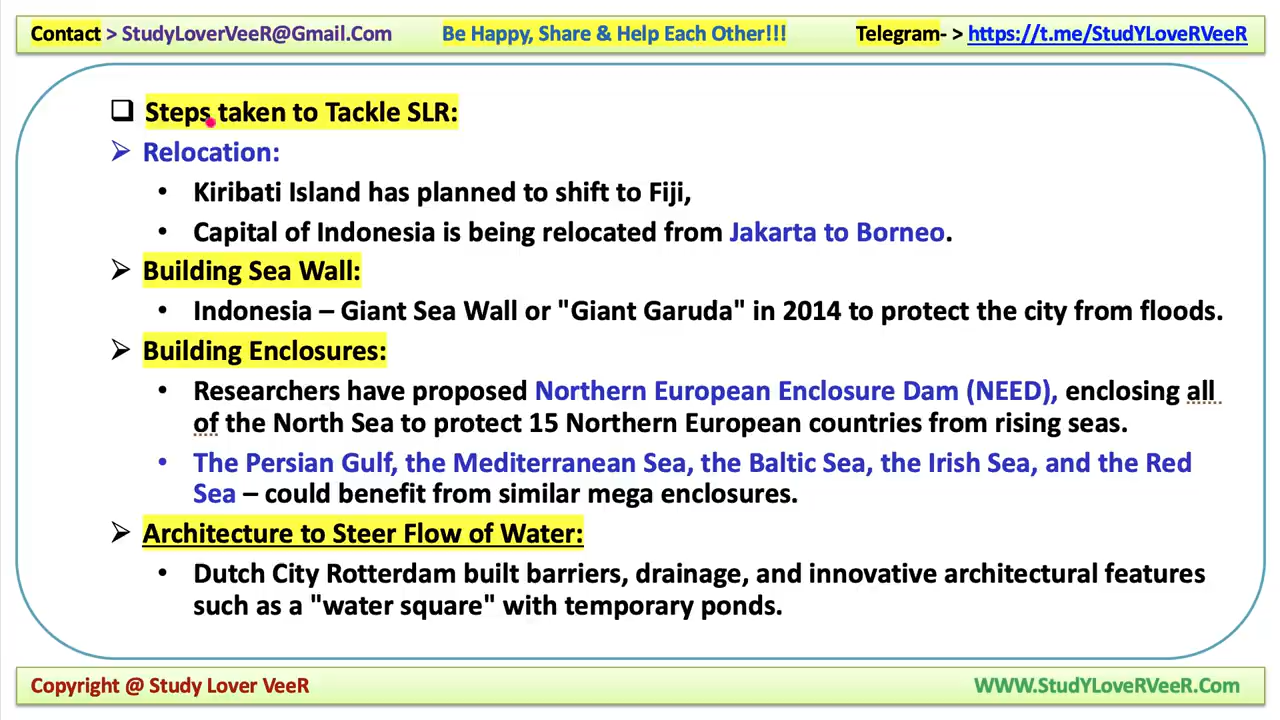 Contact > StudyLoverVeeR@Gmail.Com Be Happy, Share & Help Each Other!!! Telegram- > https://t.me/StudYLoveRVeeR
Steps taken to Tackle SLR:
Relocation:
• Kiribati Island has planned to shift to Fiji,
• Capital of Indonesia is being relocated from Jakarta to Borneo.
Building Sea Wall:
• Indonesia – Giant Sea Wall or "Giant Garuda" in 2014 to protect the city from floods.
Building Enclosures:
• Researchers have proposed Northern European Enclosure Dam (NEED), enclosing all
of the North Sea to protect 15 Northern European countries from rising seas.
• The Persian Gulf, the Mediterranean Sea, the Baltic Sea, the Irish Sea, and the Red
Sea – could benefit from similar mega enclosures.
Architecture to Steer Flow of Water:
• Dutch City Rotterdam built barriers, drainage, and innovative architectural features
such as a "water square" with temporary ponds.
Copyright @ Study Lover VeeR WWW.StudYLoveRVeeR.Com